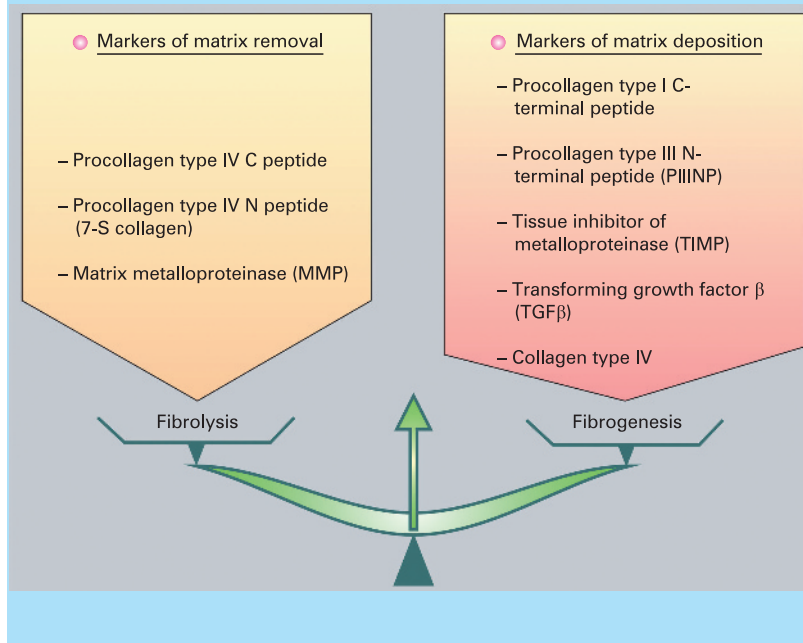 Markers of matrix removal
– Procollagen type IV C peptide
– Procollagen type IV N peptide
(7-S collagen)
– Matrix metalloproteinase (MMP)
Markers of matrix deposition
– Procollagen type I C-
terminal peptide
– Procollagen type III N-
terminal peptide (PIIINP)
– Tissue inhibitor of
metalloproteinase (TIMP)
– Transforming growth factor β
(TGFβ)
– Collagen type IV
Fibrolysis
Fibrogenesis